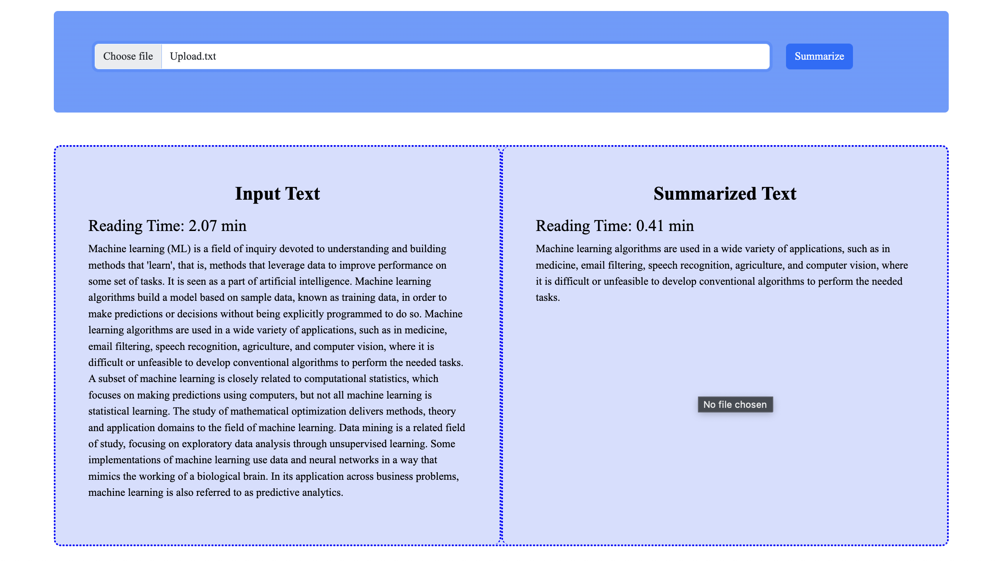 Choose file Upload.txt Summarize
Input Text
Reading Time: 2.07 min
Machine learning (ML) is a field of inquiry devoted to understanding and building
methods that 'learn', that is, methods that leverage data to improve performance on
some set of tasks. It is seen as a part of artificial intelligence. Machine learning
algorithms build a model based on sample data, known as training data, in order to
make predictions or decisions without being explicitly programmed to do so. Machine
learning algorithms are used in a wide variety of applications, such as in medicine,
email filtering, speech recognition, agriculture, and computer vision, where it is
difficult or unfeasible to develop conventional algorithms to perform the needed tasks.
A subset of machine learning is closely related to computational statistics, which
focuses on making predictions using computers, but not all machine learning is
statistical learning. The study of mathematical optimization delivers methods, theory
and application domains to the field of machine learning. Data mining is a related field
of study, focusing on exploratory data analysis through unsupervised learning. Some
implementations of machine learning use data and neural networks in a way that
mimics the working of a biological brain. In its application across business problems,
machine learning is also referred to as predictive analytics.
Summarized Text
Reading Time: 0.41 min
Machine learning algorithms are used in a wide variety of applications, such as in
medicine, email filtering, speech recognition, agriculture, and computer vision, where
it is difficult or unfeasible to develop conventional algorithms to perform the needed
tasks.
No file chosen